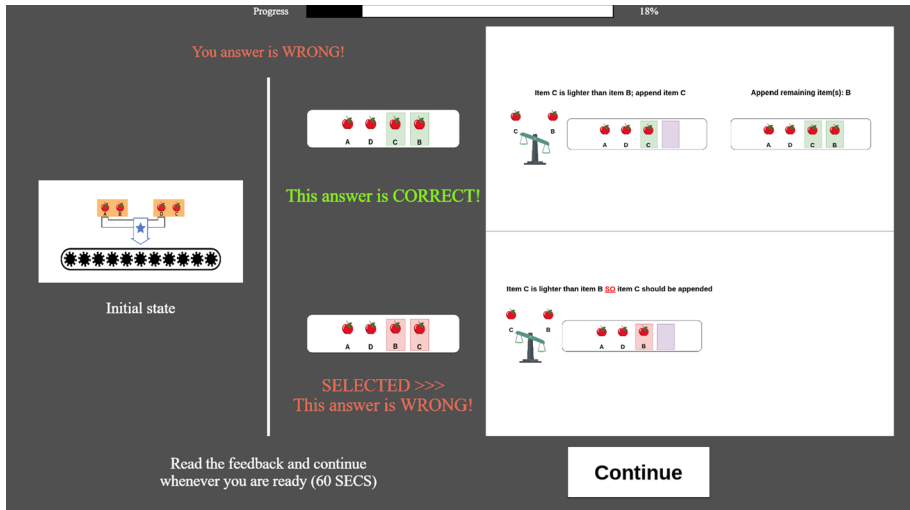 Progress
18%
You answer is WRONG!
A D C B
This answer is CORRECT!
A B D C
Initial state
A D B C
SELECTED >>>
This answer is WRONG!
Item C is lighter than item B; append item C
C B
A D C
Append remaining item(s): B
A D C B
Item C is lighter than item B SO item C should be appended
C B
A D B
Read the feedback and continue
whenever you are ready (60 SECS)
Continue